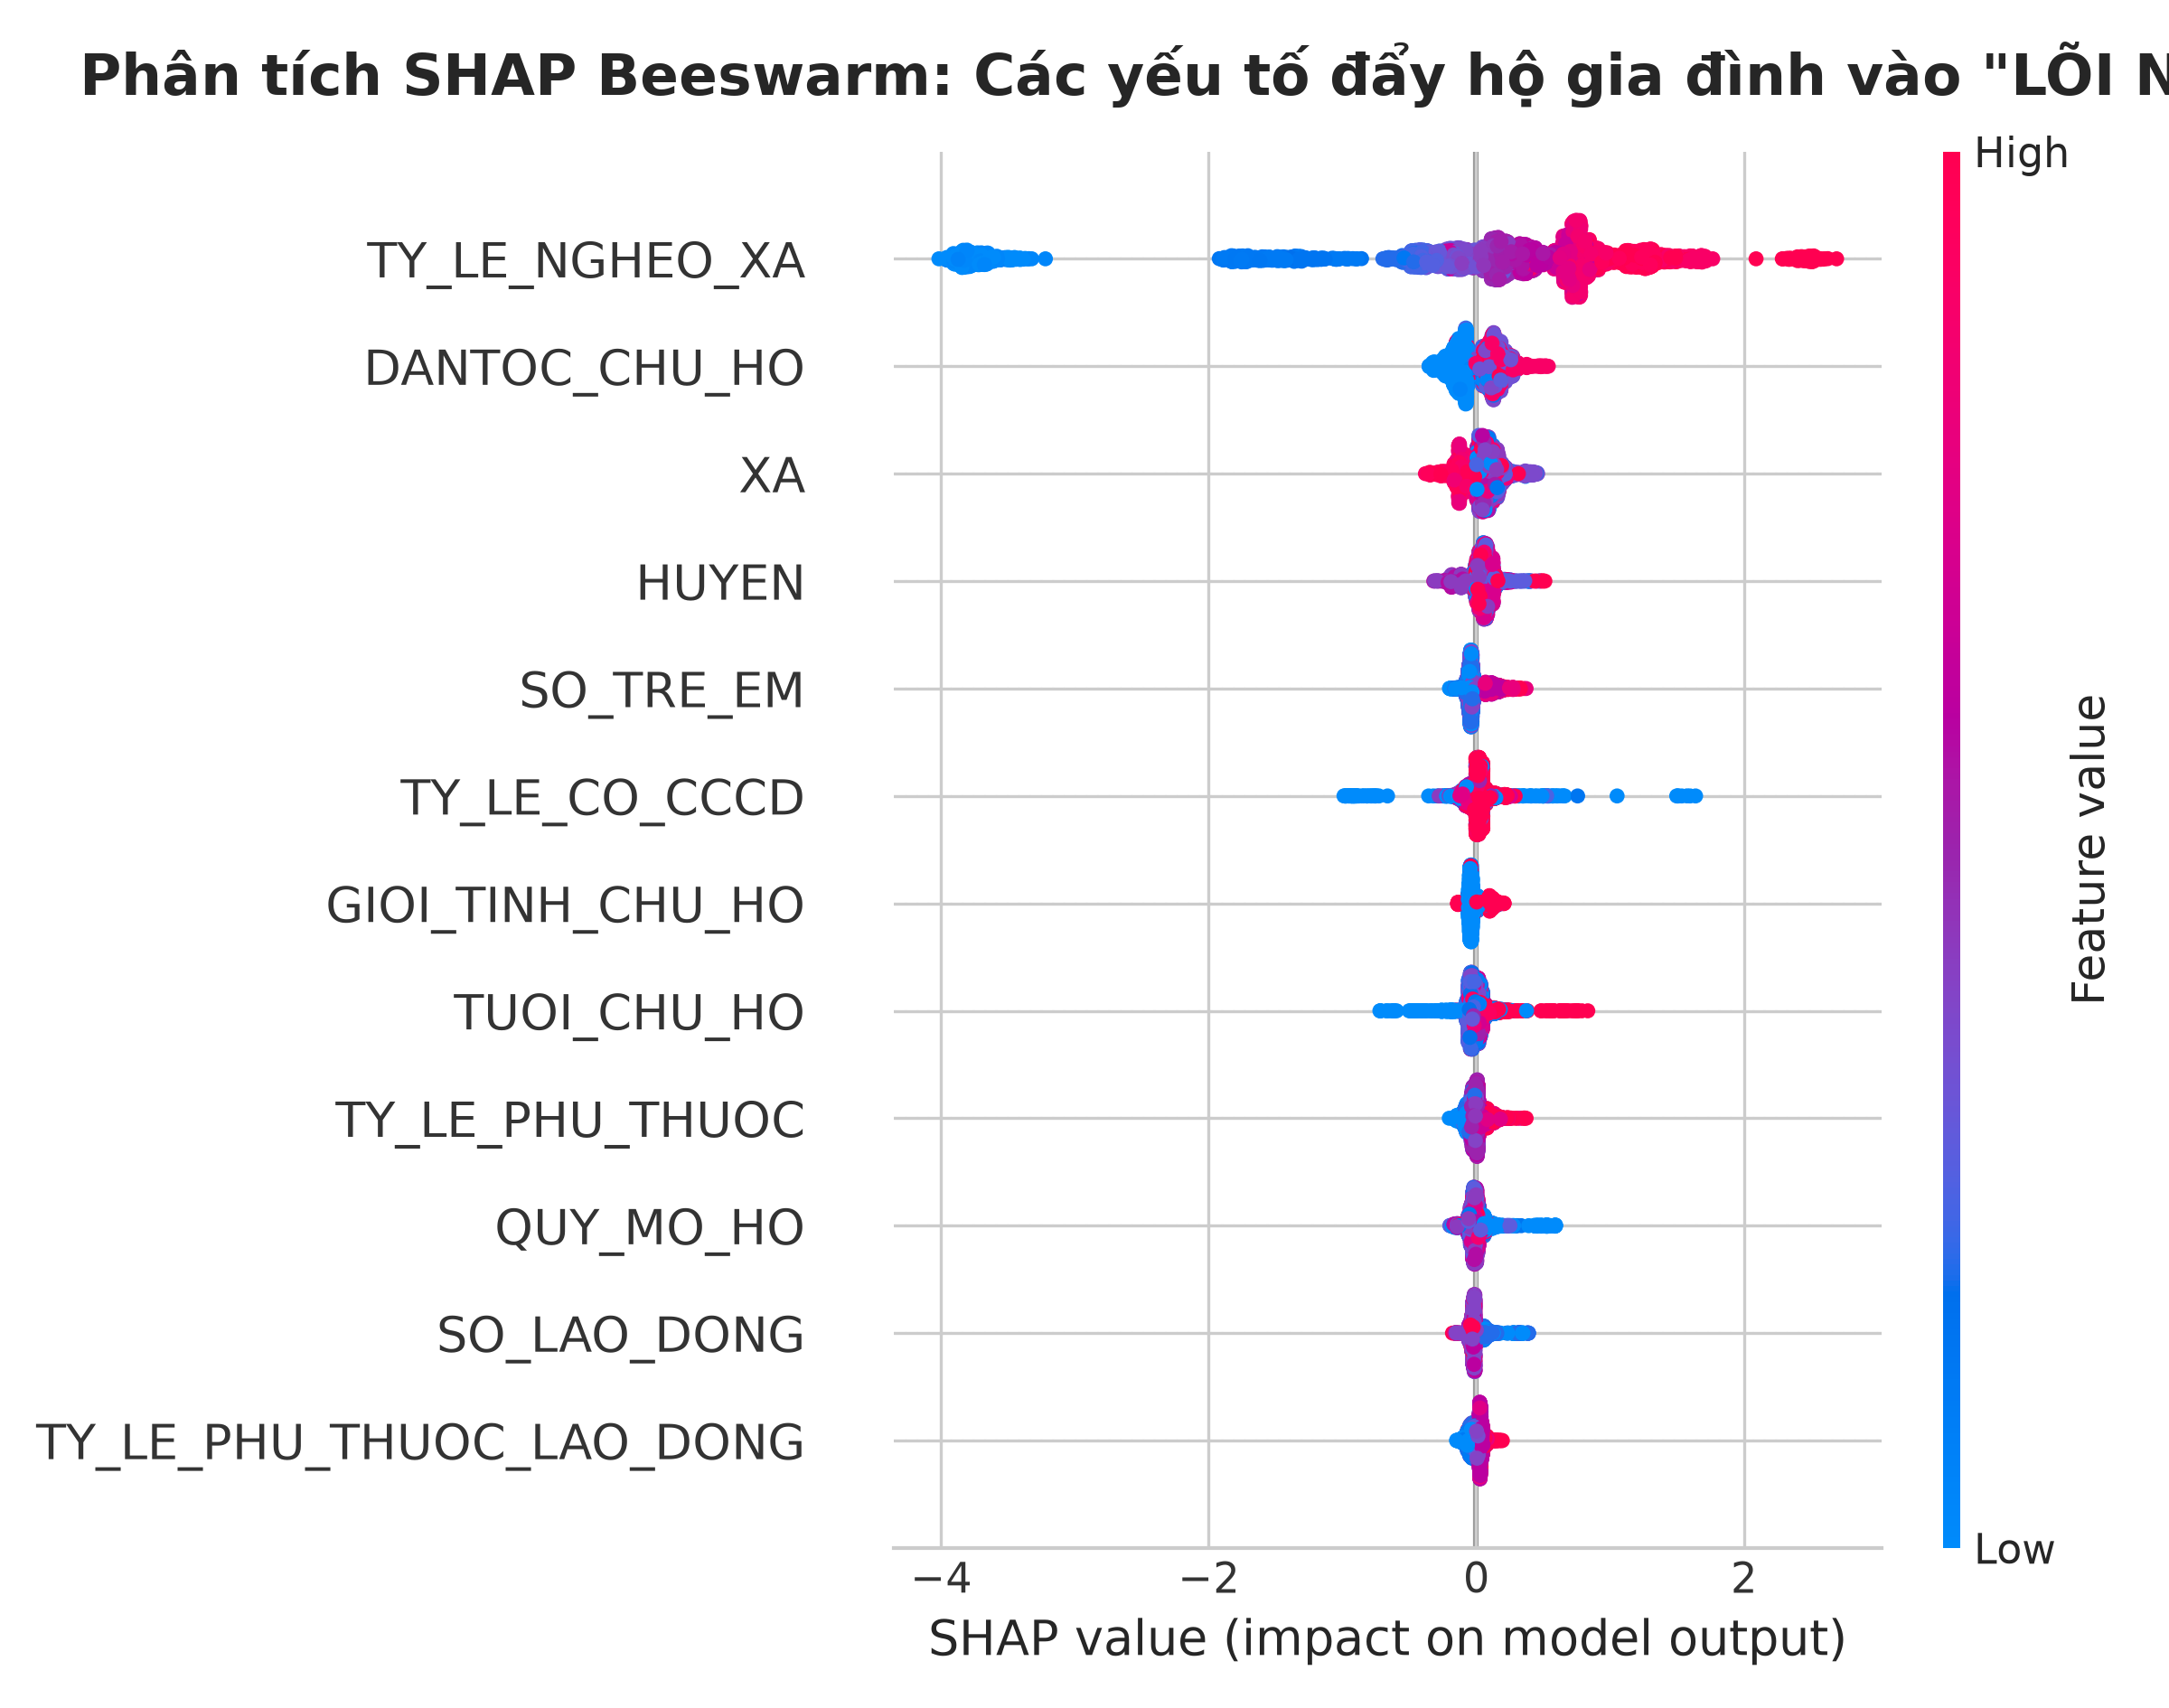 Phân tích SHAP Beeswarm: Các yếu tố đẩy hộ gia đình vào "LÕI N
High
TY_LE_NGHEO_XA
DANTOC_CHU_HO
XA
HUYEN
SO_TRE_EM
TY_LE_CO_CCCD
GIOI_TINH_CHU_HO
TUOI_CHU_HO
TY_LE_PHU_THUOC
QUY_MO_HO
SO_LAO_DONG
TY_LE_PHU_THUOC_LAO_DONG
Feature value
Low
−4 −2 0 2
SHAP value (impact on model output)